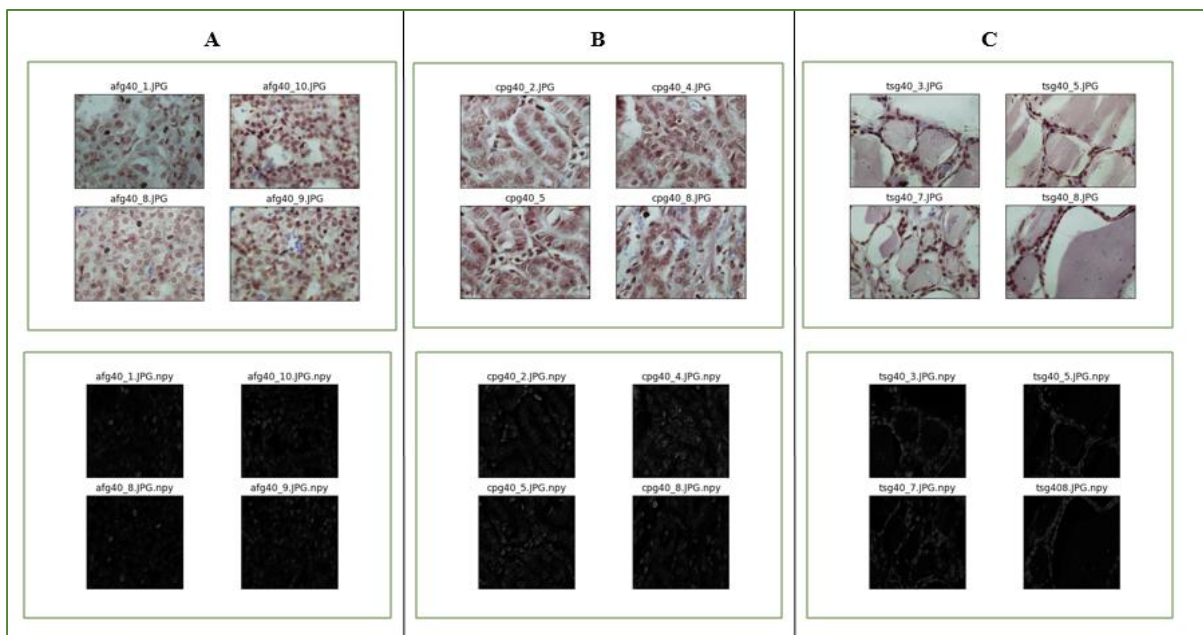 A
B
C
afg40_1.JPG
afg40_10.JPG
afg40_8.JPG
afg40_9.JPG
cpg40_2.JPG
cpg40_4.JPG
cpg40_5
cpg40_8.JPG
tsg40_3.JPG
tsg40_5.JPG
tsg40_7.JPG
tsg40_8.JPG
afg40_1.JPG.npy
afg40_10.JPG.npy
afg40_8.JPG.npy
afg40_9.JPG.npy
cpg40_2.JPG.npy
cpg40_4.JPG.npy
cpg40_5.JPG.npy
cpg40_8.JPG.npy
tsg40_3.JPG.npy
tsg40_5.JPG.npy
tsg40_7.JPG.npy
tsg408.JPG.npy